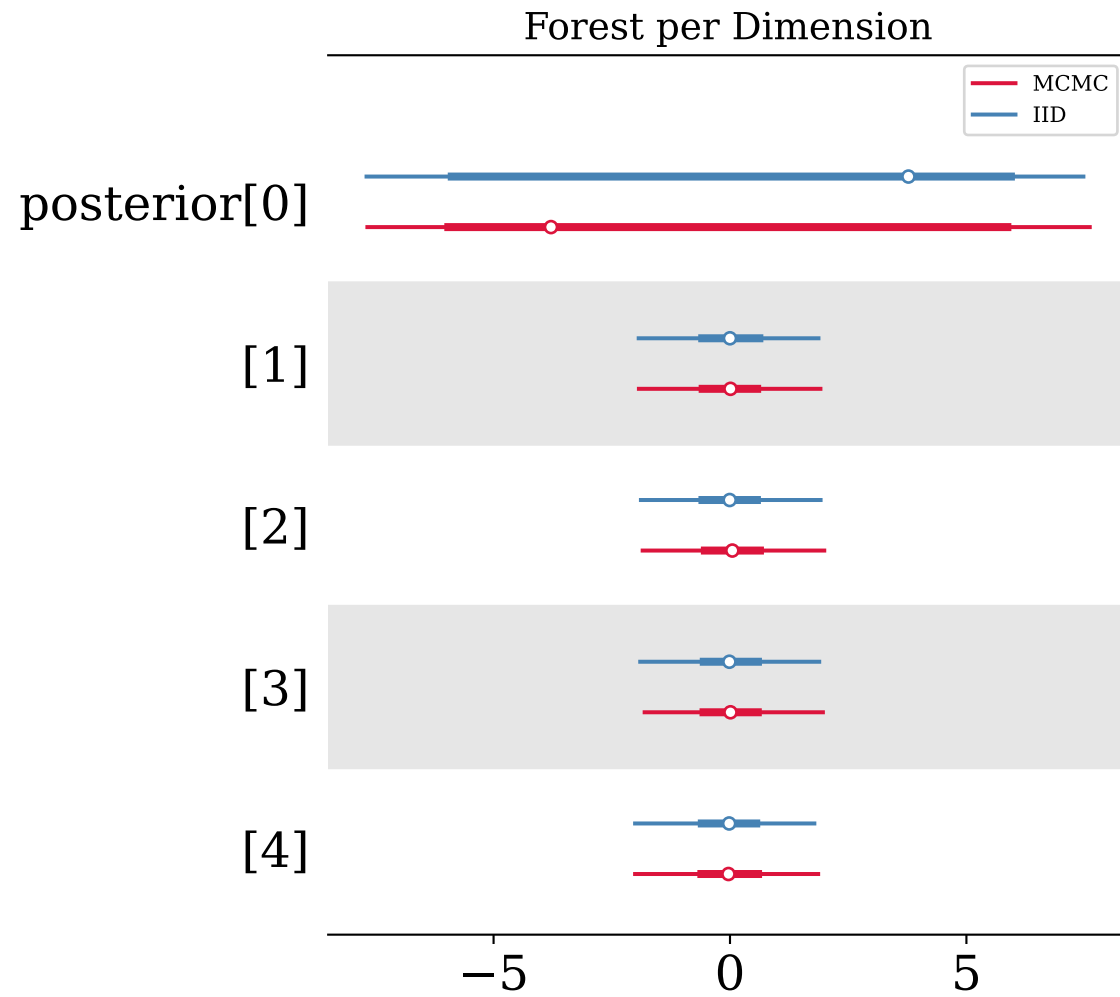 Forest per Dimension
MCMC
IID
posterior[0]
[1]
[2]
[3]
[4]
−5 0 5